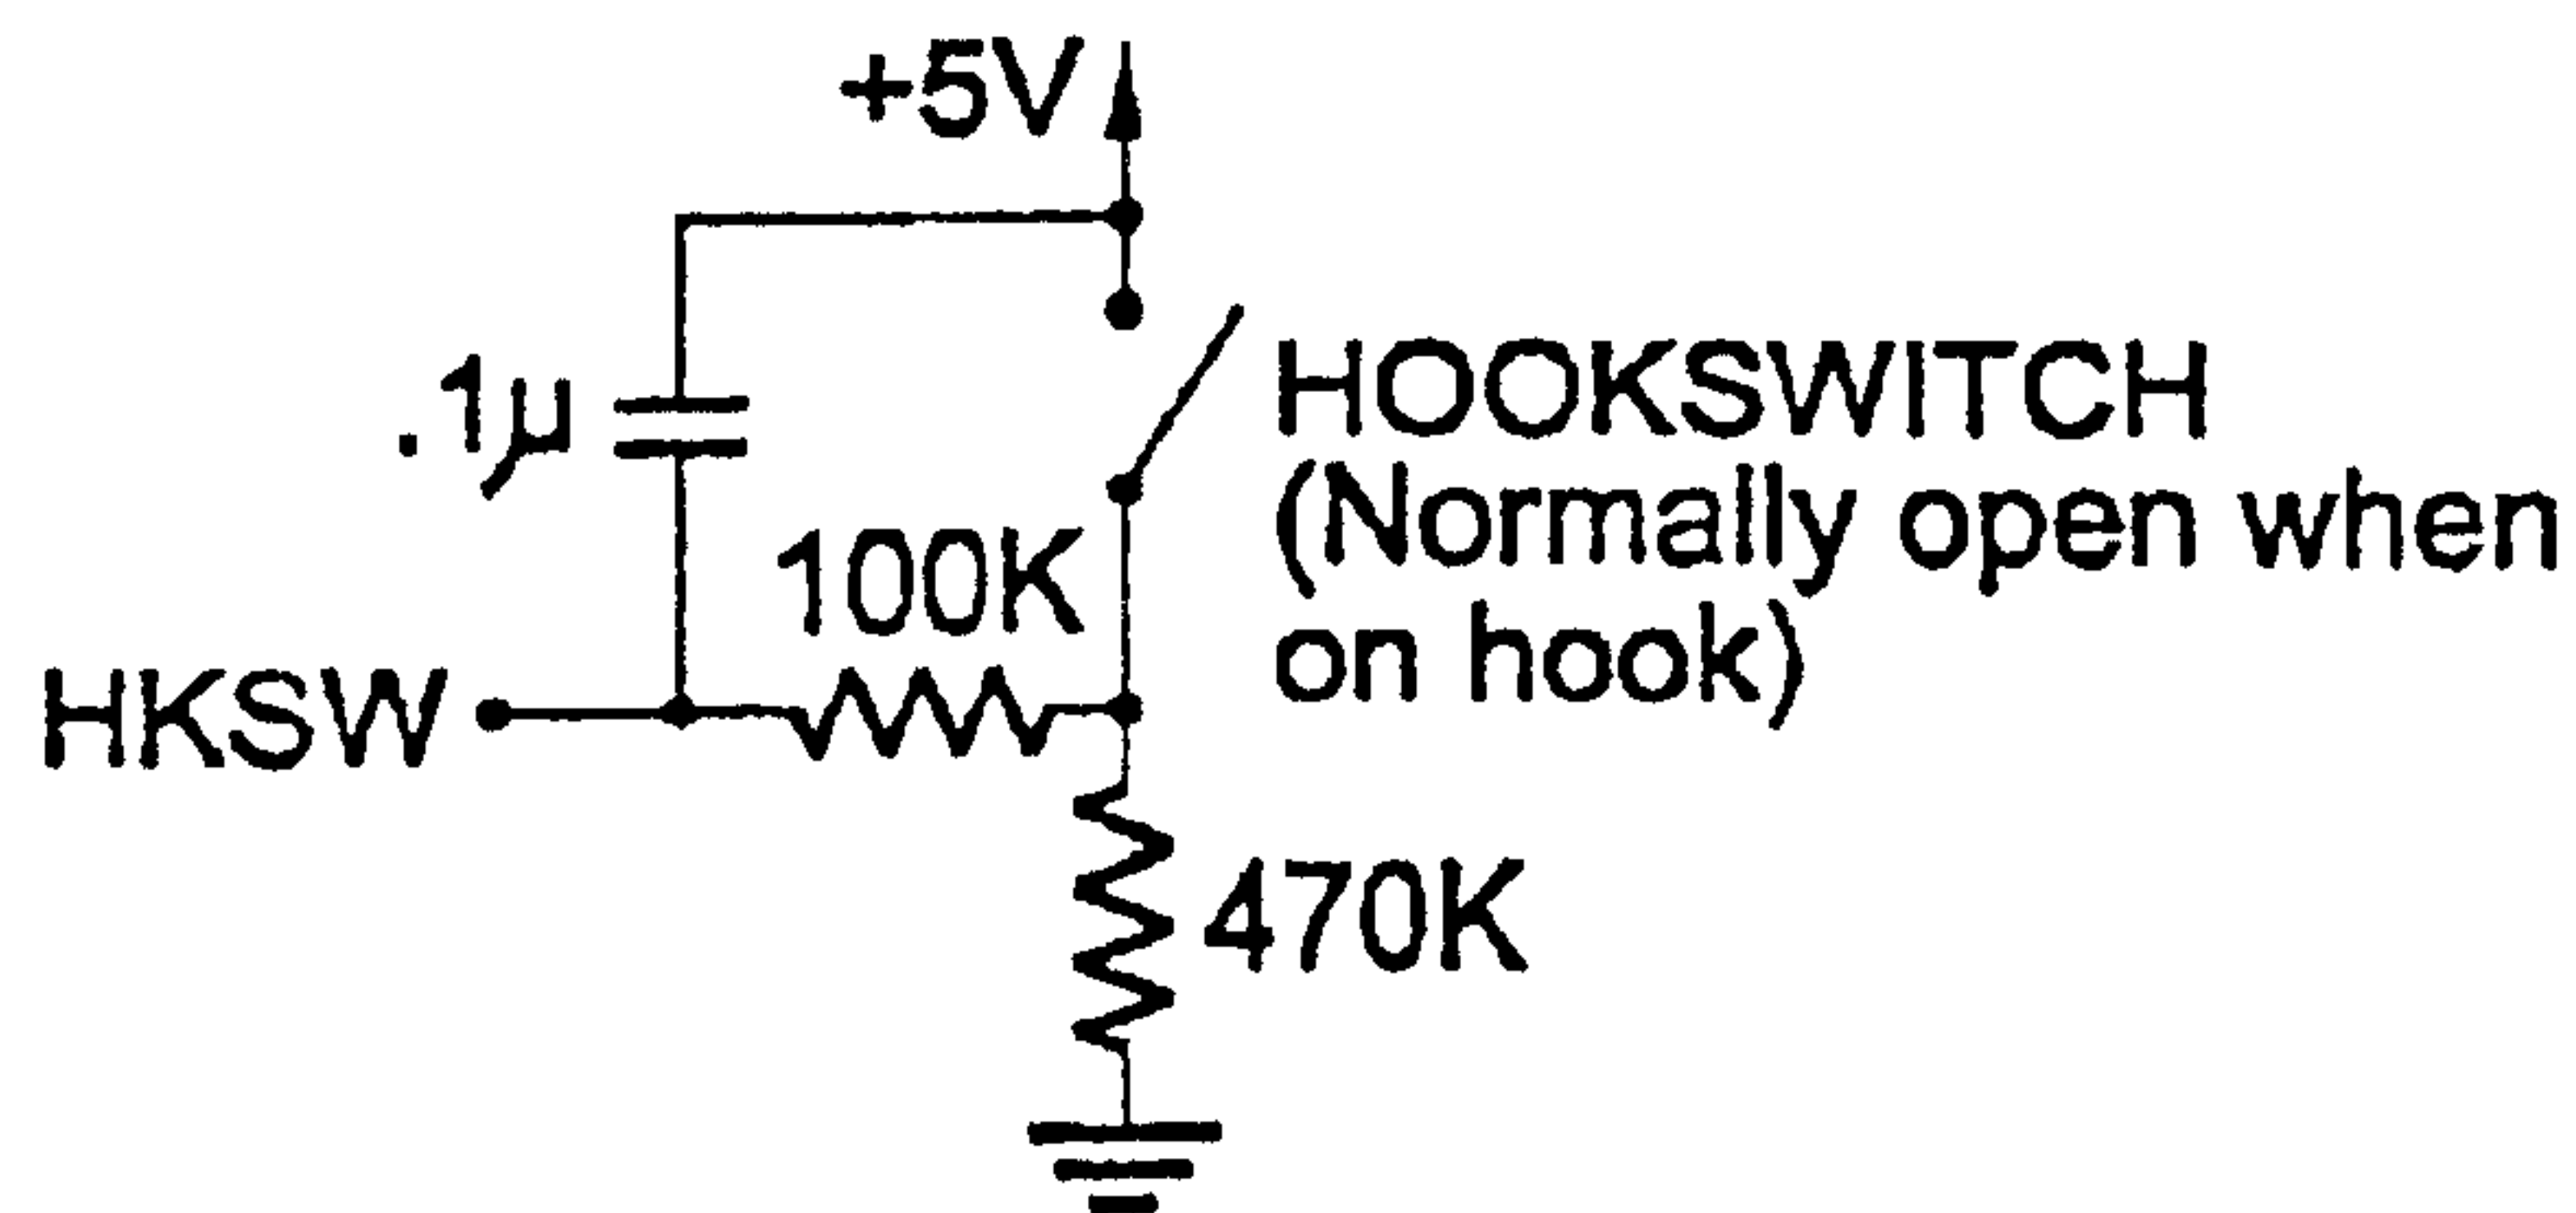 +5V
.1µ
HOOKSWITCH
(Normally open when
on hook)
100K
HKSW
470K